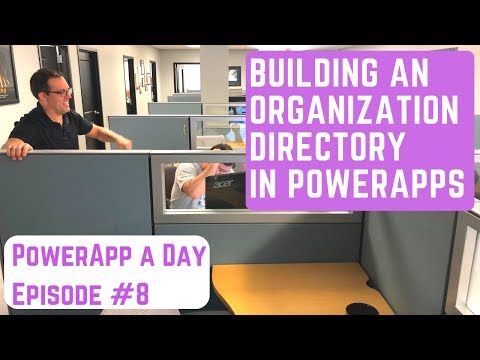 BUILDING AN
ORGANIZATION
DIRECTORY
IN POWERAPPS
acer
PowerApp a Day
Episode #8